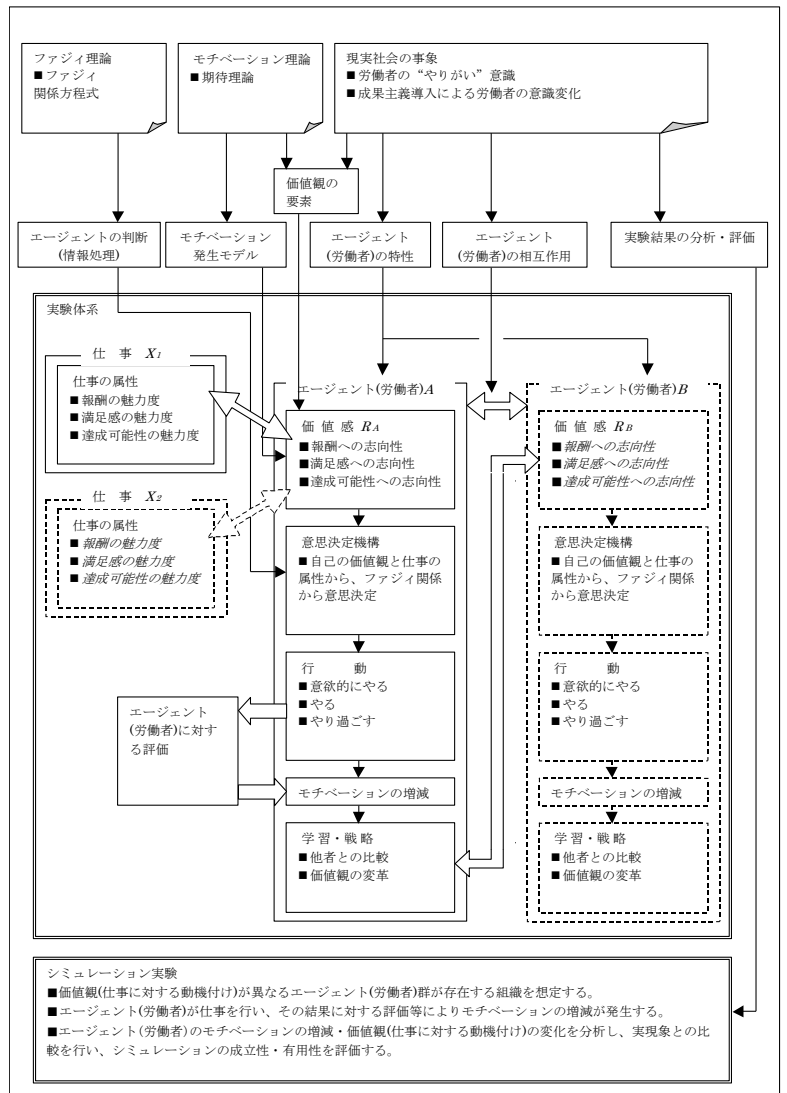 ファジィ理論
■ファジィ
関係方程式
モチベーション理論
■期待理論
現実社会の事象
■労働者の“やりがい”意識
■成果主義導入による労働者の意識変化
価値観の
要素
エージェントの判断
(情報処理)
モチベーション
発生モデル
エージェント
(労働者)の特性
エージェント
(労働者)の相互作用
実験結果の分析・評価
実験体系
仕 事 X1
仕事の属性
■報酬の魅力度
■満足感の魅力度
■達成可能性の魅力度
仕 事 X2
仕事の属性
■報酬の魅力度
■満足感の魅力度
■達成可能性の魅力度
エージェント(労働者)A
価 値 感 RA
■報酬への志向性
■満足感への志向性
■達成可能性への志向性
意思決定機構
■自己の価値観と仕事の
属性から、ファジィ関係
から意思決定
行 動
■意欲的にやる
■やる
■やり過ごす
モチベーションの増減
学習・戦略
■他者との比較
■価値観の変革
エージェント
(労働者)に対す
る評価
エージェント(労働者)B
価 値 感 RB
■報酬への志向性
■満足感への志向性
■達成可能性への志向性
意思決定機構
■自己の価値観と仕事の
属性から、ファジィ関係
から意思決定
行 動
■意欲的にやる
■やる
■やり過ごす
モチベーションの増減
学習・戦略
■他者との比較
■価値観の変革
シミュレーション実験
■価値観(仕事に対する動機付け)が異なるエージェント(労働者)群が存在する組織を想定する。
■エージェント(労働者)が仕事を行い、その結果に対する評価等によりモチベーションの増減が発生する。
■エージェント(労働者)のモチベーションの増減・価値観(仕事に対する動機付け)の変化を分析し、実現象との比
較を行い、シミュレーションの成立性・有用性を評価する。